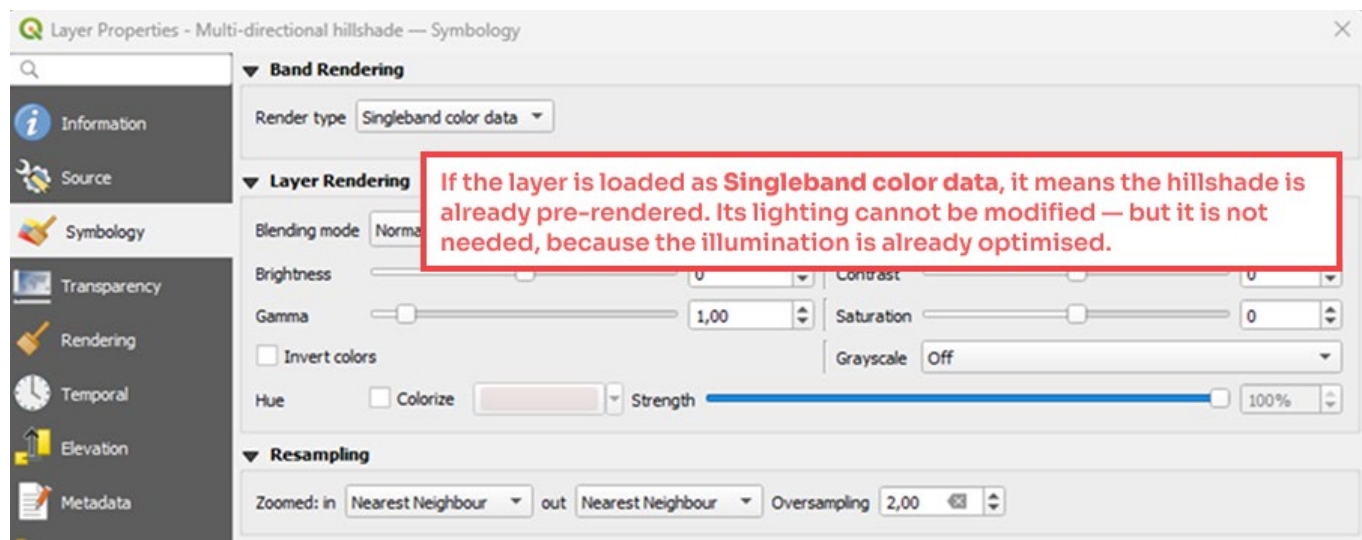 Layer Properties - Multi-directional hillshade — Symbology
Band Rendering
Information
Render type Singleband color data
Source
Layer Rendering
If the layer is loaded as Singleband color data, it means the hillshade is
already pre-rendered. Its lighting cannot be modified — but it is not
needed, because the illumination is already optimised.
Symbology
Blending mode Norma
Transparency
Brightness 0 Contrast 0
Gamma 1,00 Saturation 0
Rendering
Invert colors Grayscale Off
Temporal
Hue Colorize Strength 100%
Elevation
Resampling
Metadata
Zoomed: in Nearest Neighbour out Nearest Neighbour Oversampling 2,00